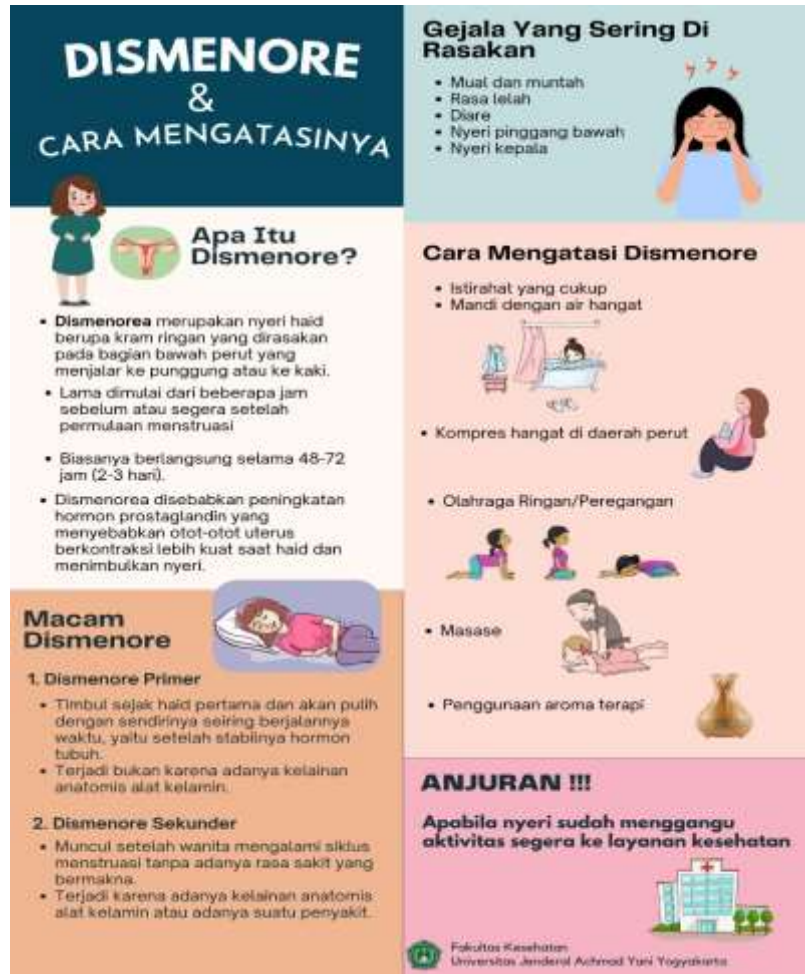 DISMENORE
&
CARA MENGATASINYA
Apa Itu
Dismenore?
• Dismenorea merupakan nyeri haid
berupa kram ringan yang dirasakan
pada bagian bawah perut yang
menjalar ke punggung atau ke kaki.
• Lama dimulai dari beberapa jam
sebelum atau segera setelah
permulaan menstruasi
• Biasanya berlangsung selama 48-72
jam (2-3 hari).
• Dismenorea disebabkan peningkatan
hormon prostaglandin yang
menyebabkan otot-otot uterus
berkontraksi lebih kuat saat haid dan
menimbulkan nyeri.
Macam
Dismenore
1. Dismenore Primer
• Timbul sejak haid pertama dan akan pulih
dengan sendirinya seiring berjalannya
waktu, yaitu setelah stabilnya hormon
tubuh.
• Terjadi bukan karena adanya kelainan
anatomis alat kelamin.
2. Dismenore Sekunder
• Muncul setelah wanita mengalami siklus
menstruasi tanpa adanya rasa sakit yang
bermakna.
• Terjadi karena adanya kelainan anatomis
alat kelamin atau adanya suatu penyakit.
Gejala Yang Sering Di
Rasakan
• Mual dan muntah
• Rasa lelah
• Diare
• Nyeri pinggang bawah
• Nyeri kepala
Cara Mengatasi Dismenore
• Istirahat yang cukup
• Mandi dengan air hangat
• Kompres hangat di daerah perut
• Olahraga Ringan/Peregangan
• Masase
• Penggunaan aroma terapi
ANJURAN !!!
Apabila nyeri sudah menggangu
aktivitas segera ke layanan kesehatan
Fakultas Kesehatan
Universitas Jenderal Achmad Yani Yogyakarta